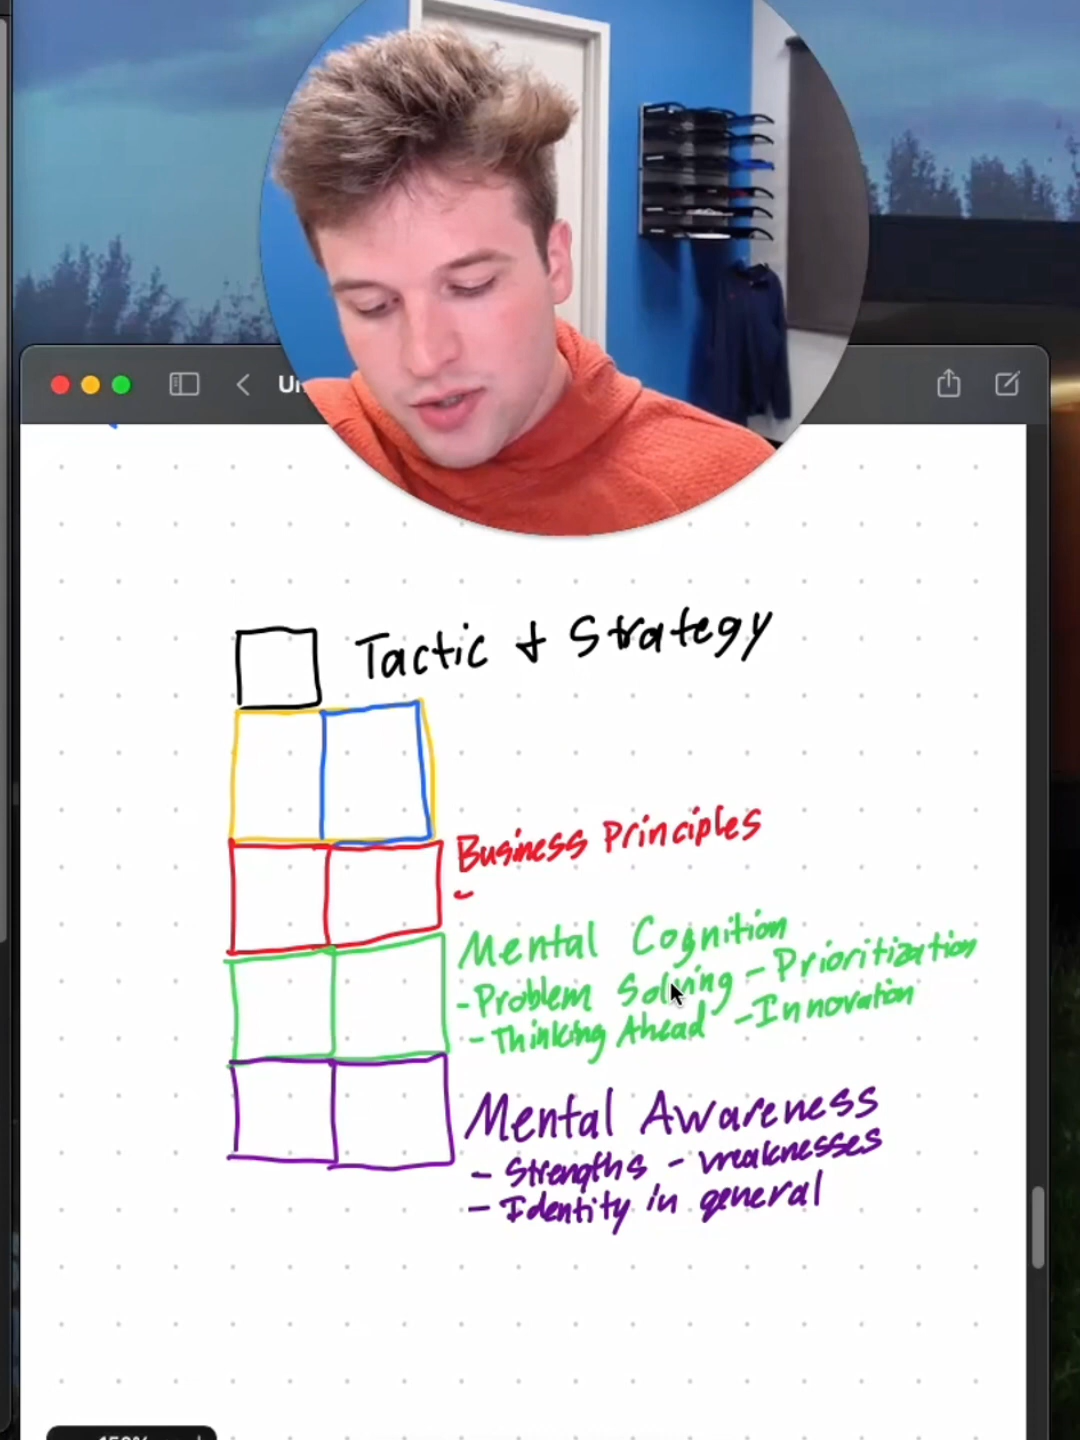 Tactic + Strategy
Business Principles
-
Mental Cognition
- Problem Solving - Prioritization
- Thinking Ahead - Innovation
Mental Awareness
- Strengths - weaknesses
- Identity in general